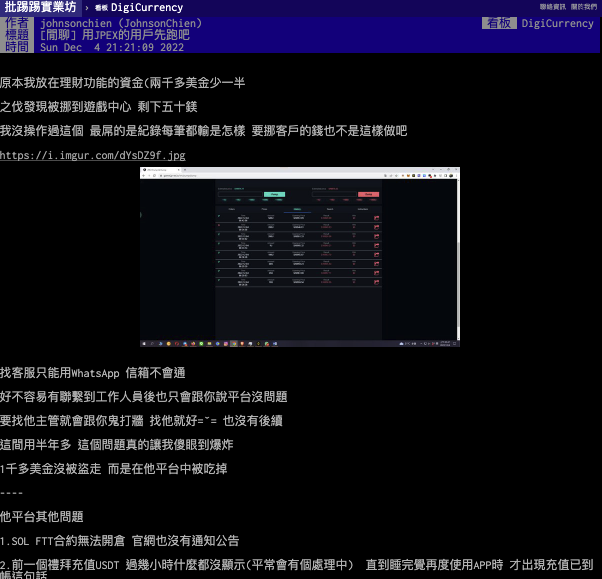 批踢踢實業坊 › 看板 DigiCurrency 聯絡資訊 關於我們
作者 johnsonchien (JohnsonChien) 看板 DigiCurrency
標題 [閒聊] 用JPEX的用戶先跑吧
時間 Sun Dec 4 21:21:09 2022
原本我放在理財功能的資金(兩千多美金少一半
之伐發現被挪到遊戲中心 剩下五十鎂
我沒操作過這個 最屌的是紀錄每筆都輸是怎樣 要挪客戶的錢也不是這樣做吧
https://i.imgur.com/dYsDZ9f.jpg
找客服只能用WhatsApp 信箱不會通
好不容易有聯繫到工作人員後也只會跟你說平台沒問題
要找他主管就會跟你鬼打牆 找他就好=~= 也沒有後續
這間用半年多 這個問題真的讓我傻眼到爆炸
1千多美金沒被盜走 而是在他平台中被吃掉
----
他平台其他問題
1.SOL FTT合約無法開倉 官網也沒有通知公告
2.前一個禮拜充值USDT 過幾小時什麼都沒顯示(平常會有個處理中) 直到睡完覺再度使用APP時 才出現充值已到
帳這句話